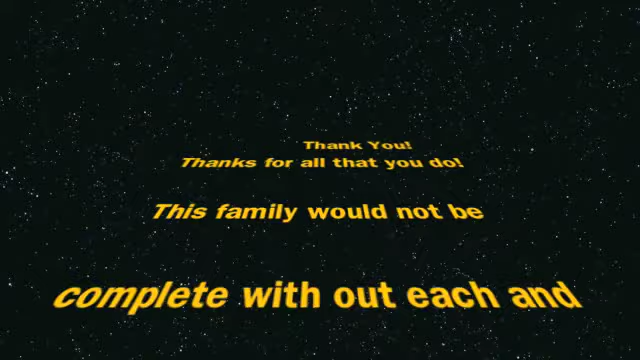 Thank You!
Thanks for all that you do!
This family would not be
complete with out each and